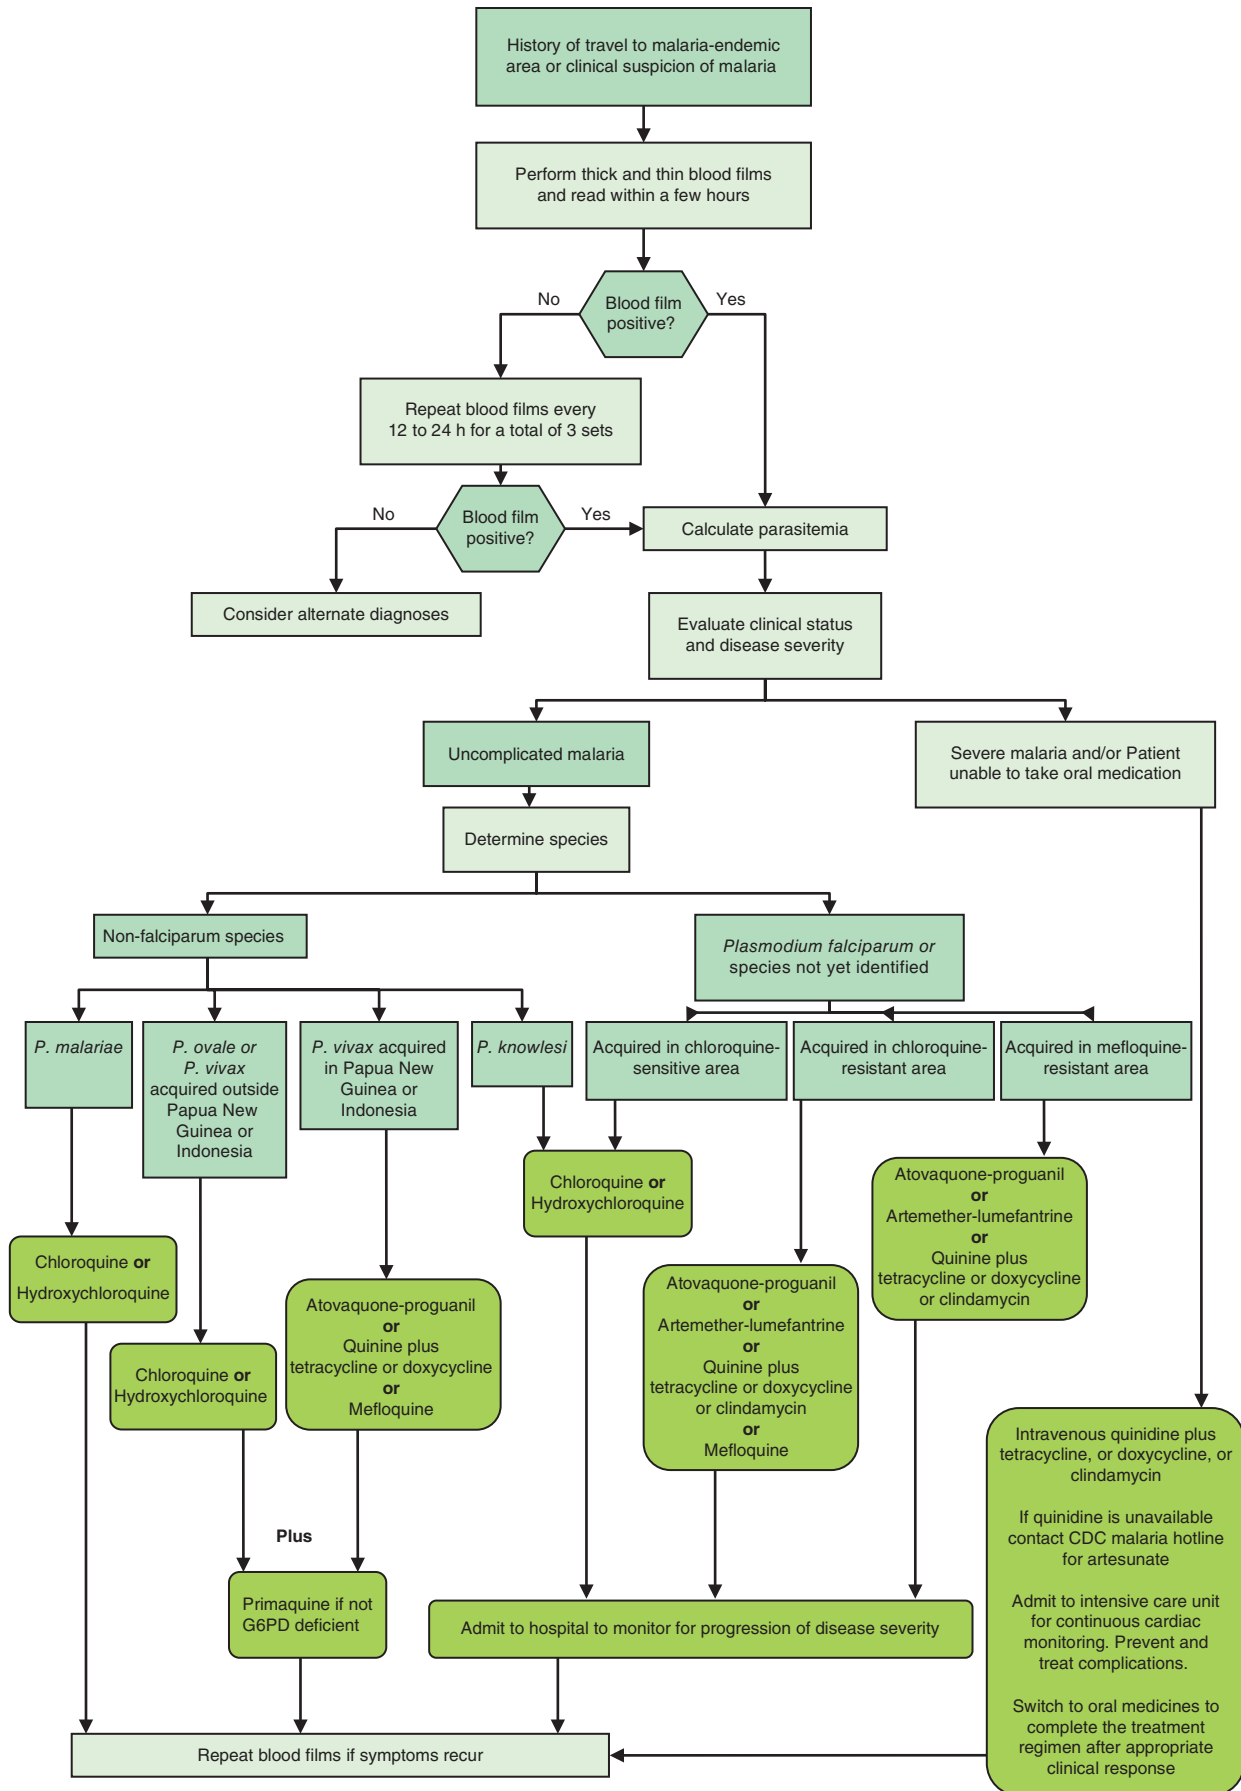 History of travel to malaria-endemic
area or clinical suspicion of malaria
Perform thick and thin blood films
and read within a few hours
Blood film
positive?
No
Yes
Repeat blood films every
12 to 24 h for a total of 3 sets
Blood film
positive?
No
Yes
Calculate parasitemia
Consider alternate diagnoses
Evaluate clinical status
and disease severity
Uncomplicated malaria
Severe malaria and/or Patient
unable to take oral medication
Determine species
Non-falciparum species
Plasmodium falciparum or
species not yet identified
P. malariae
P. ovale or
P. vivax
acquired outside
Papua New
Guinea or
Indonesia
P. vivax acquired
in Papua New
Guinea or
Indonesia
P. knowlesi
Acquired in chloroquine-
sensitive area
Acquired in chloroquine-
resistant area
Acquired in mefloquine-
resistant area
Chloroquine or
Hydroxychloroquine
Chloroquine or
Hydroxychloroquine
Atovaquone-proguanil
or
Quinine plus
tetracycline or doxycycline
or
Mefloquine
Chloroquine or
Hydroxychloroquine
Atovaquone-proguanil
or
Artemether-lumefantrine
or
Quinine plus
tetracycline or doxycycline
or clindamycin
or
Mefloquine
Atovaquone-proguanil
or
Artemether-lumefantrine
or
Quinine plus
tetracycline or doxycycline
or clindamycin
Intravenous quinidine plus
tetracycline, or doxycycline, or
clindamycin
If quinidine is unavailable
contact CDC malaria hotline
for artesunate
Admit to intensive care unit
for continuous cardiac
monitoring. Prevent and
treat complications.
Switch to oral medicines to
complete the treatment
regimen after appropriate
clinical response
Plus
Primaquine if not
G6PD deficient
Admit to hospital to monitor for progression of disease severity
Repeat blood films if symptoms recur